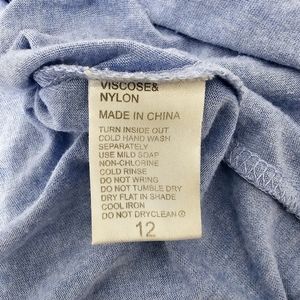 VISCOSE&
NYLON
MADE IN CHINA
TURN INSIDE OUT
COLD HAND WASH
SEPARATELY
USE MILD SOAP
NON-CHLORINE
COLD RINSE
DO NOT WRING
DO NOT TUMBLE DRY
DRY FLAT IN SHADE
COOL IRON
DO NOT DRYCLEAN
12